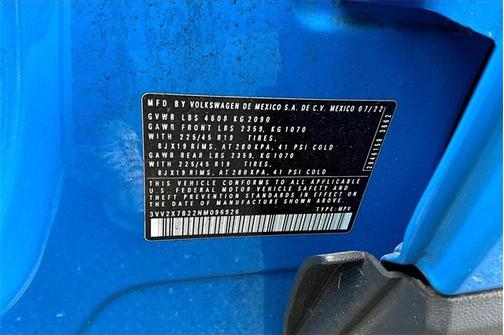 MFD. BY VOLKSWAGEN DE MEXICO S.A. DE C.V. MEXICO 07/22
GVWR LBS 4608 KG 2090
GAWR FRONT LBS 2359, KG 1070
WITH 225/45 R19 TIRES,
8JX19 RIMS, AT 280 KPA, 41 PSI COLD
GAWR REAR LBS 2359, KG 1070
WITH 225/45 R19 TIRES,
8JX19 RIMS, AT 280 KPA, 41 PSI COLD
THIS VEHICLE CONFORMS TO ALL APPLICABLE
U.S. FEDERAL MOTOR VEHICLE SAFETY AND
THEFT PREVENTION STANDARDS IN EFFECT ON
THE DATE OF MANUFACTURE SHOWN ABOVE.
3VV2X7B22NM096926 TYPE: MPV